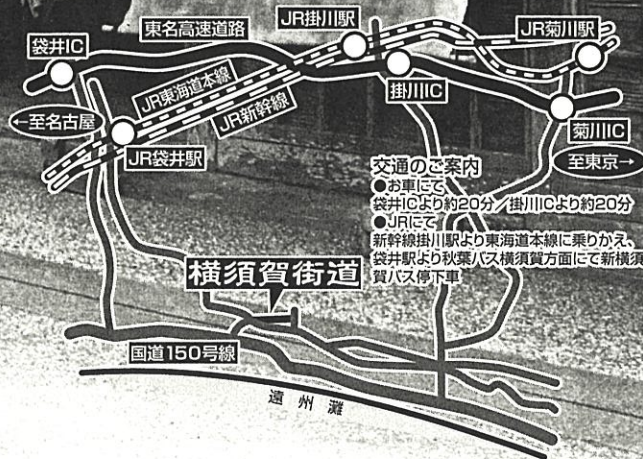 東名高速道路
JR掛川駅
JR菊川駅
袋井IC
JR東海道本線
JR新幹線
掛川IC
←至名古屋
JR袋井駅
菊川IC
至東京→
交通のご案内
●お車にて
袋井ICより約20分／掛川ICより約20分
●JRにて
新幹線掛川駅より東海道本線に乗りかえ、
袋井駅より秋葉バス横須賀方面にて新横須
賀バス停下車
横須賀街道
国道150号線
遠州灘